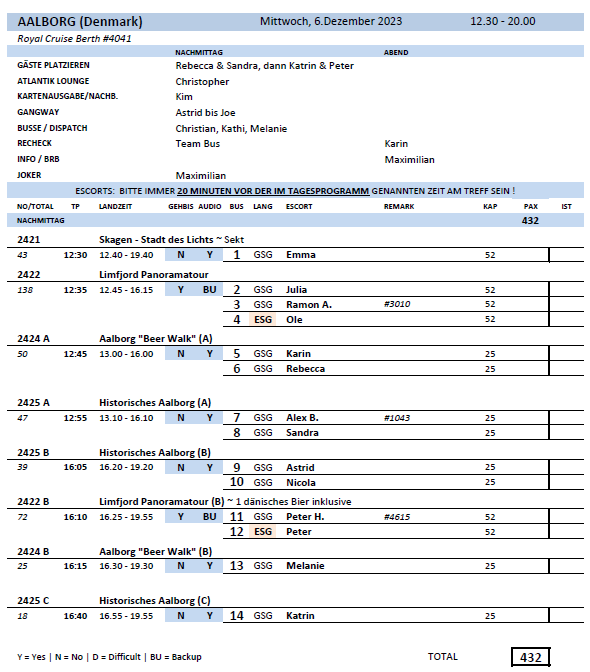 AALBORG (Denmark) Mittwoch, 6.Dezember 2023 12.30 - 20.00
Royal Cruise Berth #4041
NACHMITTAG ABEND
GÄSTE PLATZIEREN Rebecca & Sandra, dann Katrin & Peter
ATLANTIK LOUNGE Christopher
KARTENAUSGABE/NACHB. Kim
GANGWAY Astrid bis Joe
BUSSE / DISPATCH Christian, Kathi, Melanie
RECHECK Team Bus Karin
INFO / BRB Maximilian
JOKER Maximilian
ESCORTS: BITTE IMMER 20 MINUTEN VOR DER IM TAGESPROGRAMM GENANNTEN ZEIT AM TREFF SEIN !
NO/TOTAL TP LANDZEIT GEHBIS AUDIO BUS LANG ESCORT REMARK KAP PAX IST
NACHMITTAG 432
2421 Skagen - Stadt des Lichts ~ Sekt
43 12:30 12.40 - 19.40 N Y 1 GSG Emma 52
2422 Limfjord Panoramatour
138 12:35 12.45 - 16.15 Y BU 2 GSG Julia 52
3 GSG Ramon A. #3010 52
4 ESG Ole 52
2424 A Aalborg "Beer Walk" (A)
50 12:45 13.00 - 16.00 N Y 5 GSG Karin 25
6 GSG Rebecca 25
2425 A Historisches Aalborg (A)
47 12:55 13.10 - 16.10 N Y 7 GSG Alex B. #1043 25
8 GSG Sandra 25
2425 B Historisches Aalborg (B)
39 16:05 16.20 - 19.20 N Y 9 GSG Astrid 25
10 GSG Nicola 25
2422 B Limfjord Panoramatour (B) ~ 1 dänisches Bier inklusive
72 16:10 16.25 - 19.55 Y BU 11 GSG Peter H. #4615 52
12 ESG Peter 52
2424 B Aalborg "Beer Walk" (B)
25 16:15 16.30 - 19.30 N Y 13 GSG Melanie 25
2425 C Historisches Aalborg (C)
18 16:40 16.55 - 19.55 N Y 14 GSG Katrin 25
Y = Yes | N = No | D = Difficult | BU = Backup TOTAL 432